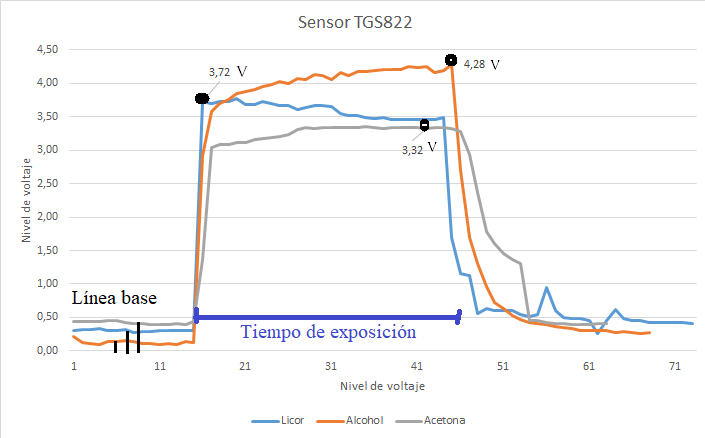 Sensor TGS822
4,50
4,00
3,50
3,00
2,50
2,00
1,50
1,00
0,50
0,00
Nivel de voltaje
3,72 V
4,28 V
3,32 V
Línea base
Tiempo de exposición
1 11 21 31 41 51 61 71
Nivel de voltaje
Licor Alcohol Acetona